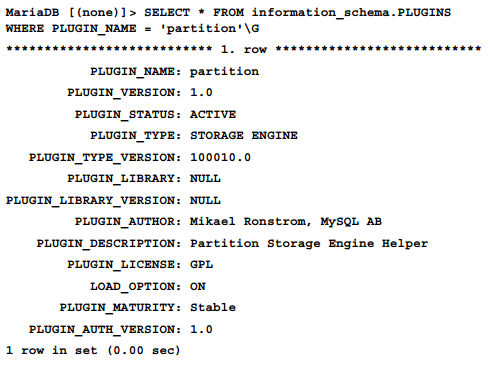 MariaDB [(none)]> SELECT * FROM information_schema.PLUGINS
WHERE PLUGIN_NAME = 'partition'\G
*************************** 1. row ***************************
PLUGIN_NAME: partition
PLUGIN_VERSION: 1.0
PLUGIN_STATUS: ACTIVE
PLUGIN_TYPE: STORAGE ENGINE
PLUGIN_TYPE_VERSION: 100010.0
PLUGIN_LIBRARY: NULL
PLUGIN_LIBRARY_VERSION: NULL
PLUGIN_AUTHOR: Mikael Ronstrom, MySQL AB
PLUGIN_DESCRIPTION: Partition Storage Engine Helper
PLUGIN_LICENSE: GPL
LOAD_OPTION: ON
PLUGIN_MATURITY: Stable
PLUGIN_AUTH_VERSION: 1.0
1 row in set (0.00 sec)